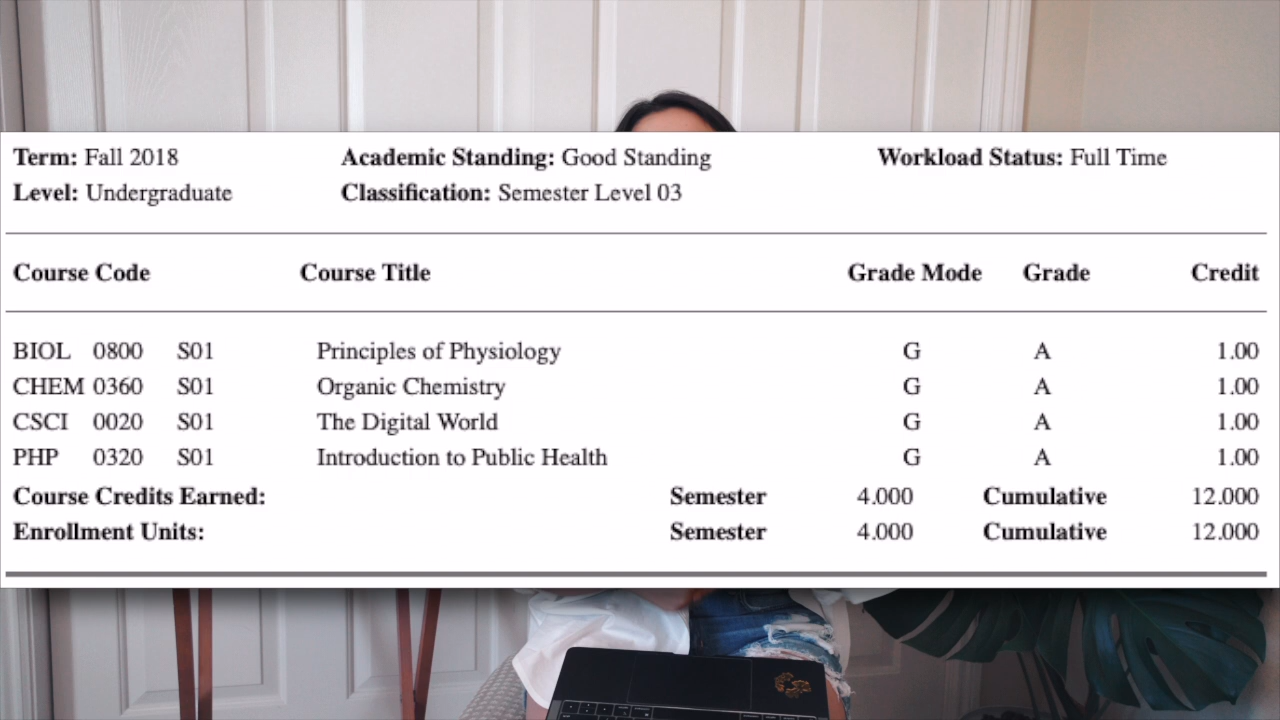 Term: Fall 2018 Academic Standing: Good Standing Workload Status: Full Time
Level: Undergraduate Classification: Semester Level 03
Course Code Course Title Grade Mode Grade Credit
BIOL 0800 S01 Principles of Physiology G A 1.00
CHEM 0360 S01 Organic Chemistry G A 1.00
CSCI 0020 S01 The Digital World G A 1.00
PHP 0320 S01 Introduction to Public Health G A 1.00
Course Credits Earned: Semester 4.000 Cumulative 12.000
Enrollment Units: Semester 4.000 Cumulative 12.000